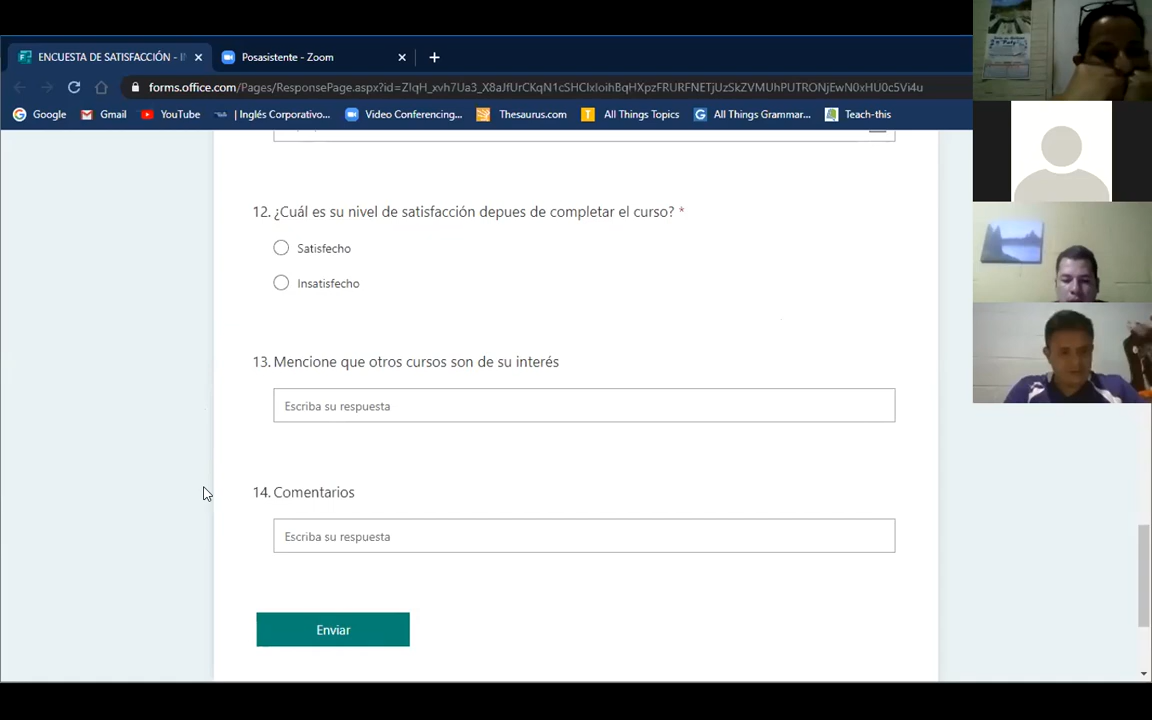 ENCUESTA DE SATISFACCIÓN - I
Posasistente - Zoom
forms.office.com/Pages/ResponsePage.aspx?id=
Google
Gmail
YouTube
| Inglés Corporativo...
Video Conferencing,...
Thesaurus.com
All Things Topics
All Things Grammar...
Teach-this
12. ¿Cuál es su nivel de satisfacción depues de completar el curso? *
Satisfecho
Insatisfecho
13. Mencione que otros cursos son de su interés
Escriba su respuesta
14. Comentarios
Escriba su respuesta
Enviar